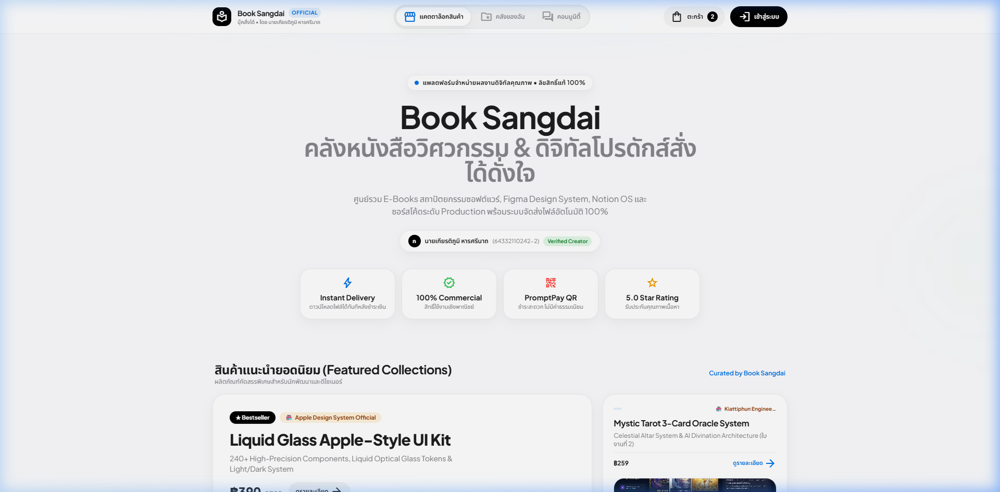 Book Sangdai OFFICIAL
บุ๊คสั่งได้ • โดย นายเกียรติภูมิ หารศรีนาถ
แคตตาล็อกสินค้า
คลังของฉัน
คอมมูนิตี้
ตะกร้า 2
เข้าสู่ระบบ
แพลตฟอร์มจำหน่ายผลงานดิจิทัลคุณภาพ • ลิขสิทธิ์แท้ 100%
Book Sangdai
คลังหนังสือวิศวกรรม & ดิจิทัลโปรดักส์สั่ง
ได้ดั่งใจ
ศูนย์รวม E-Books สถาปัตยกรรมซอฟต์แวร์, Figma Design System, Notion OS และ
ซอร์สโค้ดระดับ Production พร้อมระบบจัดส่งไฟล์อัตโนมัติ 100%
ก นายเกียรติภูมิ หารศรีนาถ (64332110242-2) Verified Creator
Instant Delivery
ดาวน์โหลดไฟล์ได้ทันทีหลังชำระเงิน
100% Commercial
สิทธิ์ใช้งานเชิงพาณิชย์
PromptPay QR
ชำระสะดวก ไม่มีค่าธรรมเนียม
5.0 Star Rating
รับประกันคุณภาพเนื้อหา
สินค้าแนะนำยอดนิยม (Featured Collections)
ผลิตภัณฑ์คัดสรรพิเศษสำหรับนักพัฒนาและดีไซเนอร์
Curated by Book Sangdai
★ Bestseller
Apple Design System Official
Liquid Glass Apple-Style UI Kit
240+ High-Precision Components, Liquid Optical Glass Tokens &
Light/Dark System
฿390
ดูรายละเอียด
Kiattiphun Enginee...
Mystic Tarot 3-Card Oracle System
Celestial Altar System & AI Divination Architecture (ใบ
งานที่ 2)
฿259
ดูรายละเอียด